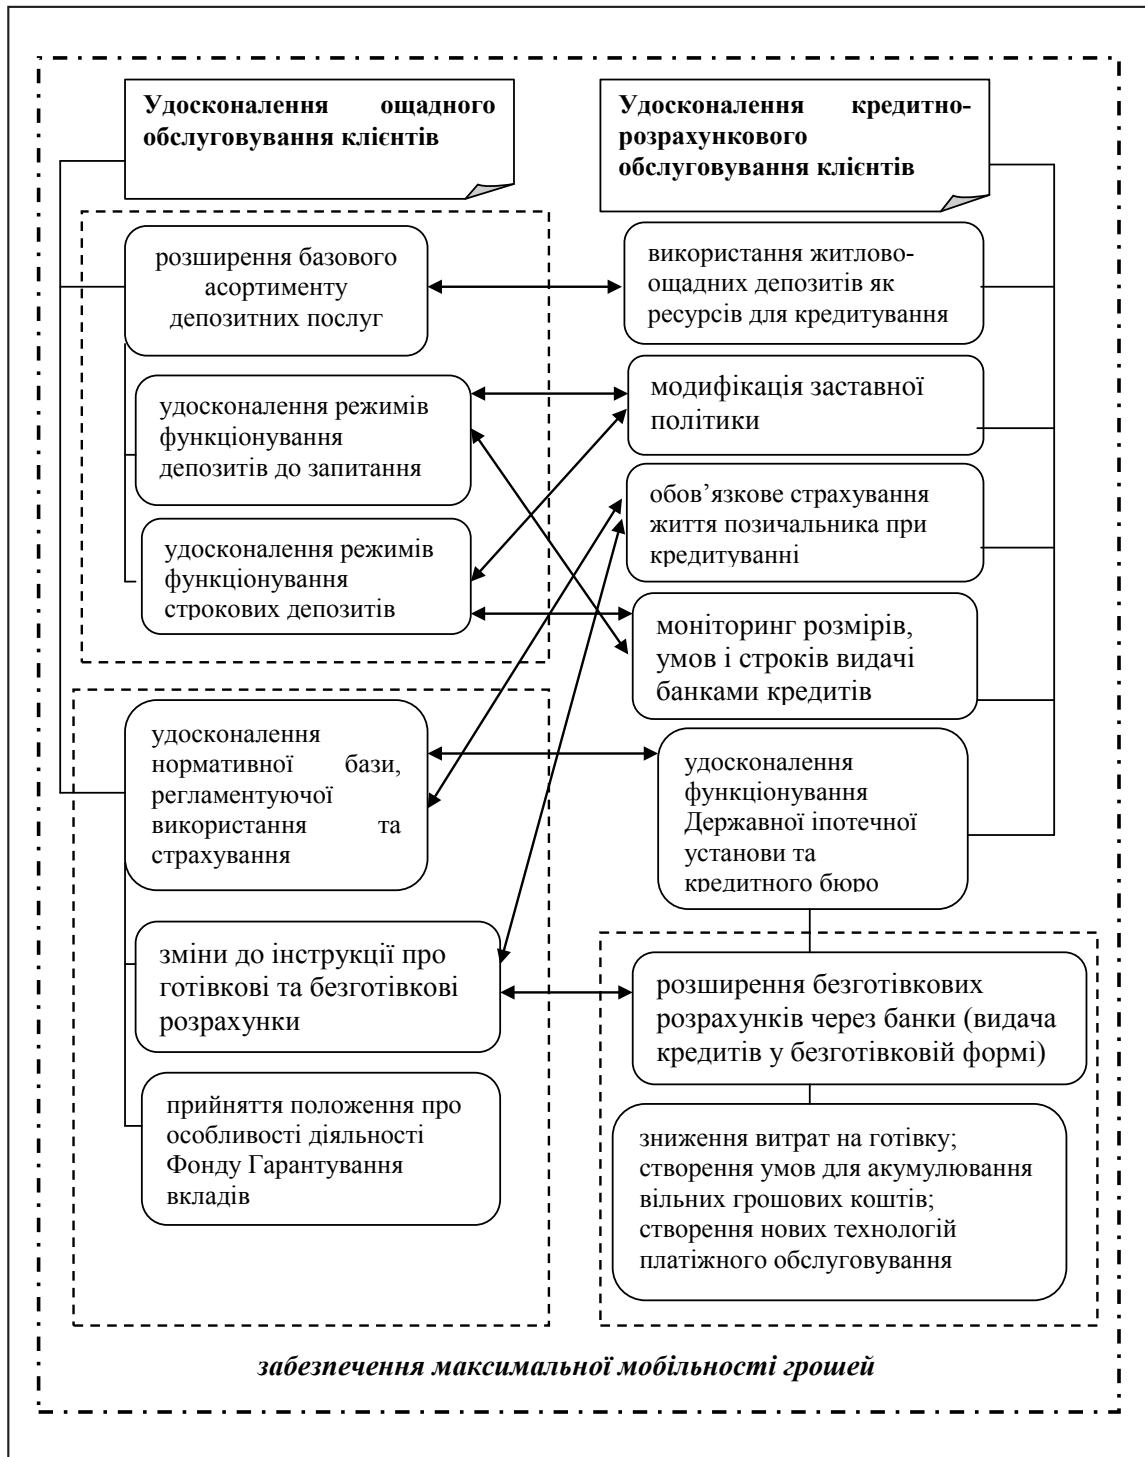 Удосконалення ощадного
обслуговування клієнтів
розширення базового
асортименту
депозитних послуг
удосконалення режимів
функціонування
депозитів до запитання
удосконалення режимів
функціонування
строкових депозитів
удосконалення
нормативної бази,
регламентуючої
використання та
страхування
зміни до інструкції про
готівкові та безготівкові
розрахунки
прийняття положення про
особливості діяльності
Фонду Гарантування
вкладів
Удосконалення кредитно-
розрахункового
обслуговування клієнтів
використання житлово-
ощадних депозитів як
ресурсів для кредитування
модифікація заставної
політики
обов’язкове страхування
життя позичальника при
кредитуванні
моніторинг розмірів,
умов і строків видачі
банками кредитів
удосконалення
функціонування
Державної іпотечної
установи та
кредитного бюро
розширення безготівкових
розрахунків через банки (видача
кредитів у безготівковій формі)
зниження витрат на готівку;
створення умов для акумулювання
вільних грошових коштів;
створення нових технологій
платіжного обслуговування
забезпечення максимальної мобільності грошей